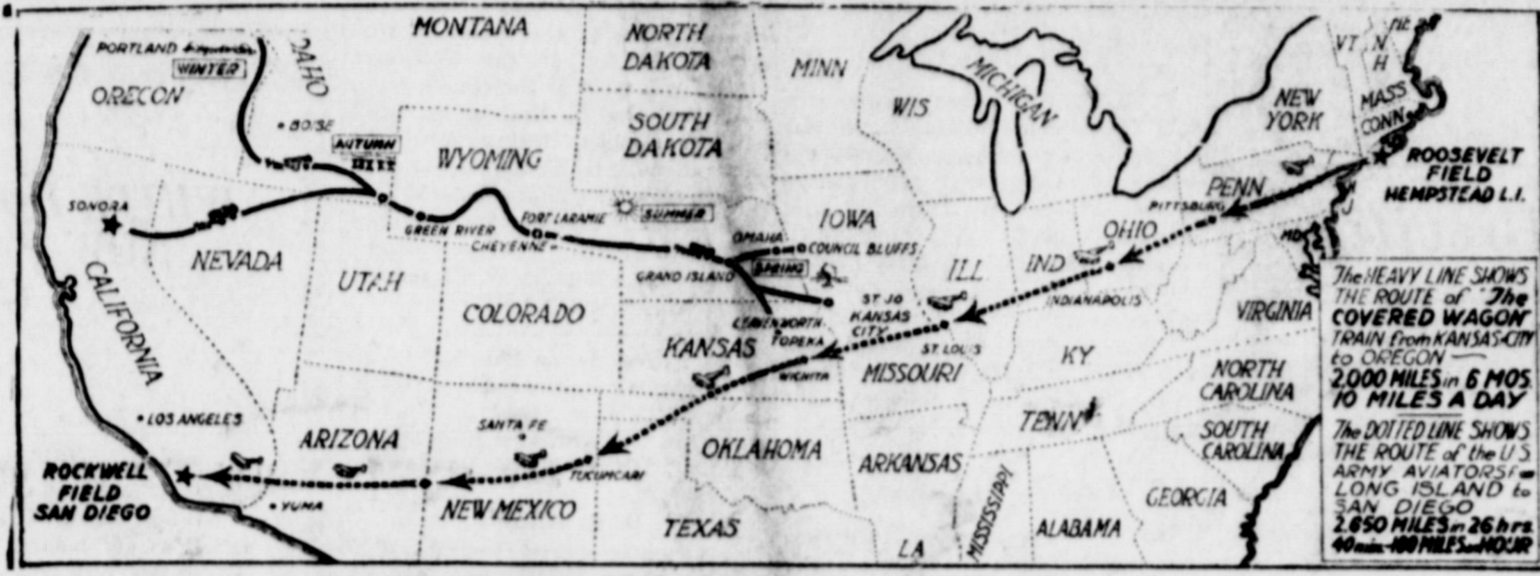 MONTANA
NORTH
DAKOTA
MINN
WIS
MICHIGAN
VT.
N
H
ME
MASS
CONN
NEW
YORK
PORTLAND
WINTER
IDAHO
ORECON
BOISE
AUTUMN
WYOMING
SOUTH
DAKOTA
ROOSEVELT
FIELD
HEMPSTEAD L.I.
PENN
N
J
PITTSBURG
OHIO
MD
SONORA
GREEN RIVER
FORT LARAMIE
CHEYENNE
SUMMER
IOWA
OMAHA
COUNCIL BLUFFS
GRAND ISLAND
SPRING
NEVADA
UTAH
COLORADO
ILL
IND
INDIANAPOLIS
ST. JO
KANSAS
CITY
LEAVENWORTH
TOPEKA
KANSAS
WICHITA
ST. LOUIS
MISSOURI
KY
VIRGINIA
NORTH
CAROLINA
CALIFORNIA
LOS ANGELES
ARIZONA
SANTA FE
TUCUMCARI
OKLAHOMA
ARKANSAS
TENN
SOUTH
CAROLINA
ROCKWELL
FIELD
SAN DIEGO
YUMA
NEW MEXICO
TEXAS
LA
MISSISSIPPI
ALABAMA
GEORGIA
The HEAVY LINE SHOWS
THE ROUTE of "The
COVERED WAGON"
TRAIN from KANSAS CITY
to OREGON —
2,000 MILES in 6 MOS
10 MILES A DAY
The DOTTED LINE SHOWS
THE ROUTE of the U S
ARMY AVIATORS
LONG ISLAND to
SAN DIEGO
2,650 MILES in 26 hrs
40 min - 100 MILES an HOUR